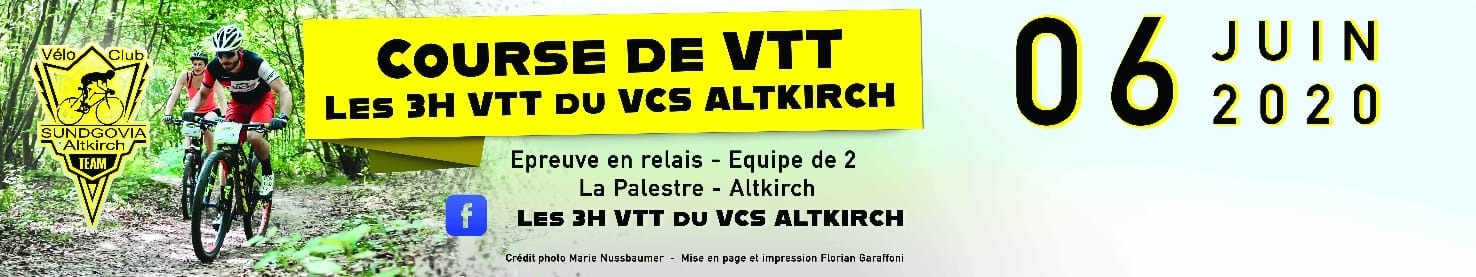 Vélo Club
SUNDGOVIA
Altkirch
TEAM
COURSE DE VTT
LES 3H VTT DU VCS ALTKIRCH
Epreuve en relais - Equipe de 2
La Palestre - Altkirch
f
LES 3H VTT DU VCS ALTKIRCH
Crédit photo Marie Nussbaumer - Mise en page et impression Florian Garaffoni
06
JUIN
2020